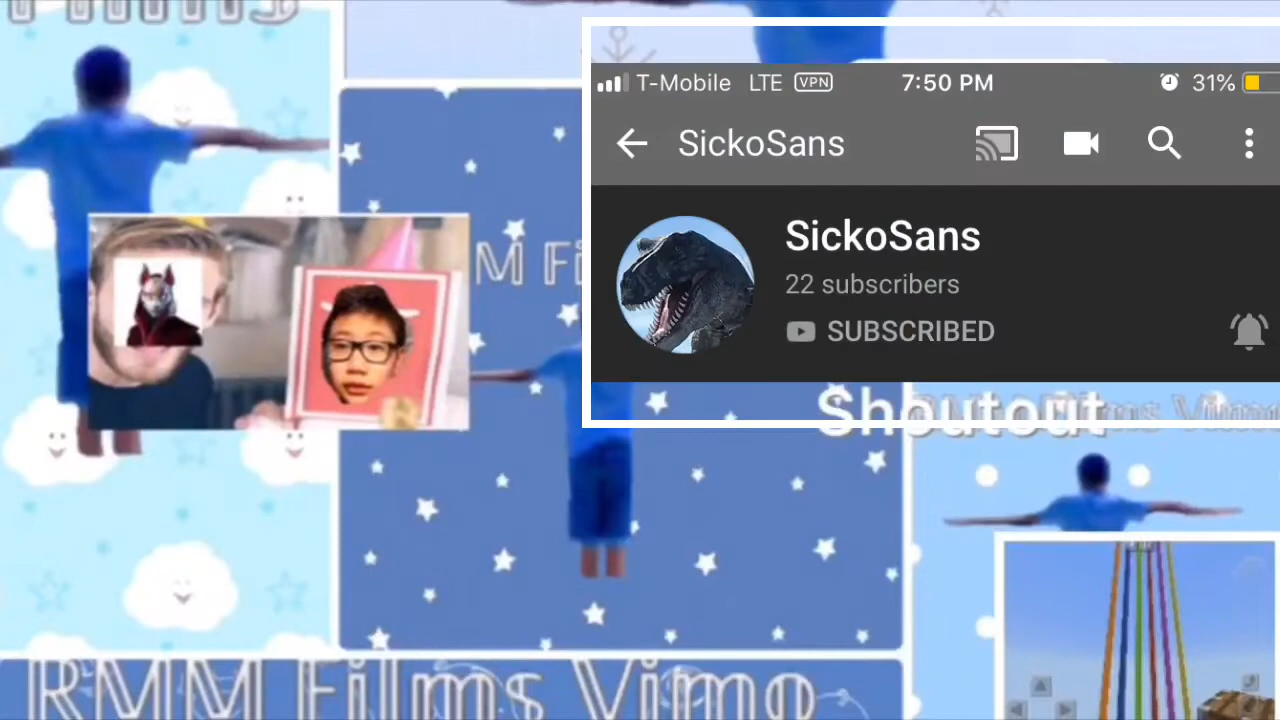 T-Mobile LTE VPN 7:50 PM 31%
SickoSans
SickoSans
22 subscribers
SUBSCRIBED
Shoutout
RMM Films Vimo